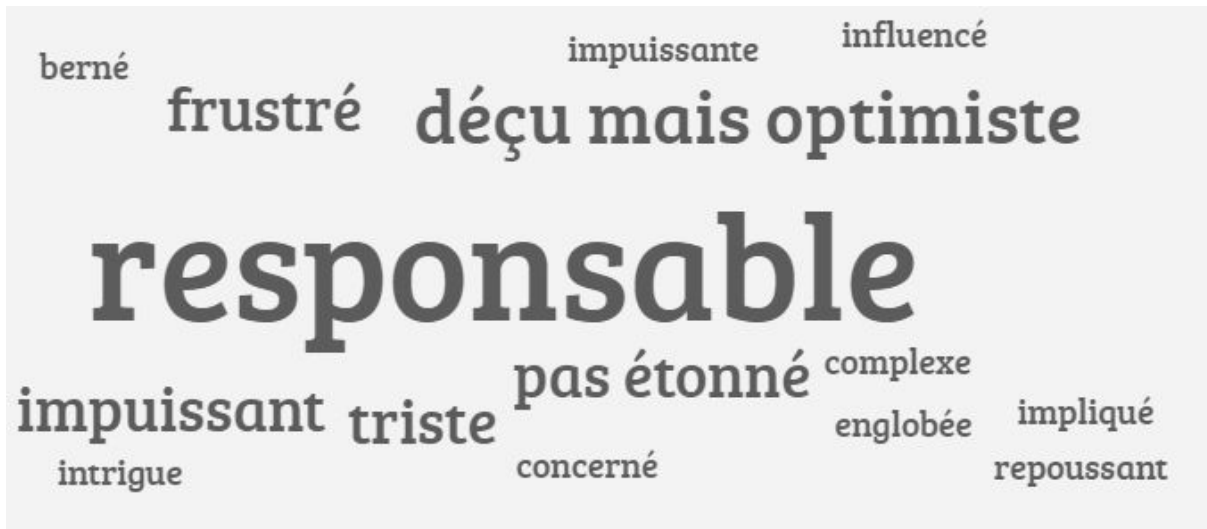 influencé
impuissante
berné
frustré
déçu mais optimiste
responsable
pas étonné
complexe
impuissant
triste
englobée
impliqué
intrigue
concerné
repoussant